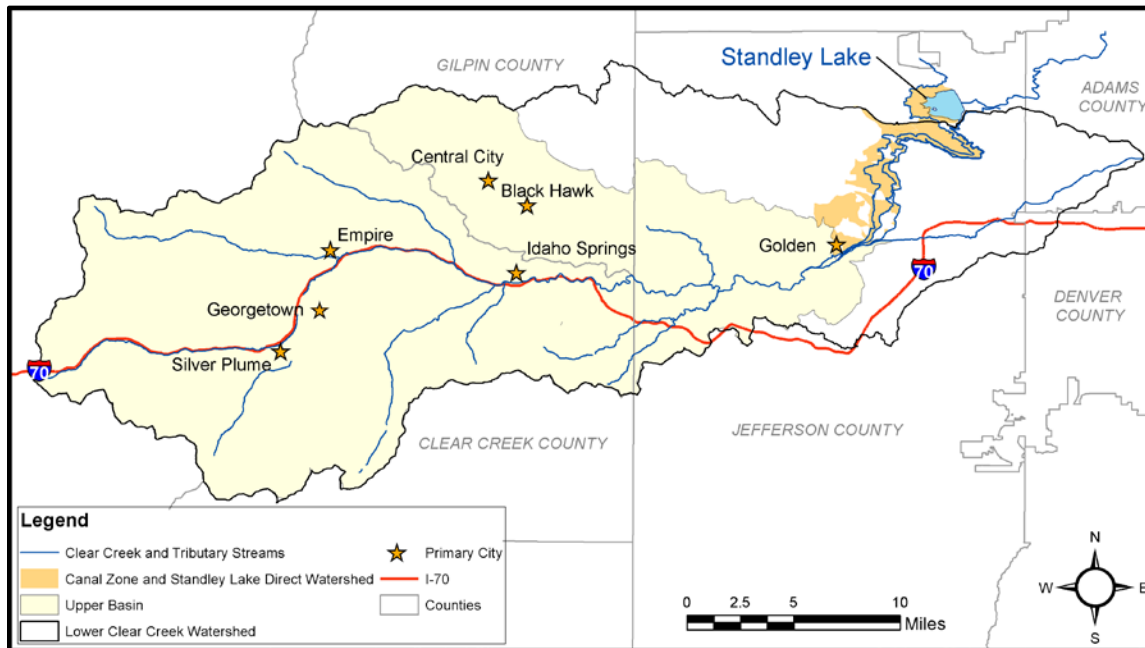 GILPIN COUNTY
Standley Lake
ADAMS
COUNTY
Central City
Black Hawk
Empire
Idaho Springs
Golden
70
Georgetown
DENVER
COUNTY
Silver Plume
70
CLEAR CREEK COUNTY
JEFFERSON COUNTY
Legend
Clear Creek and Tributary Streams
Primary City
Canal Zone and Standley Lake Direct Watershed
I-70
Upper Basin
Counties
Lower Clear Creek Watershed
0 2.5 5 10
Miles
N
W E
S